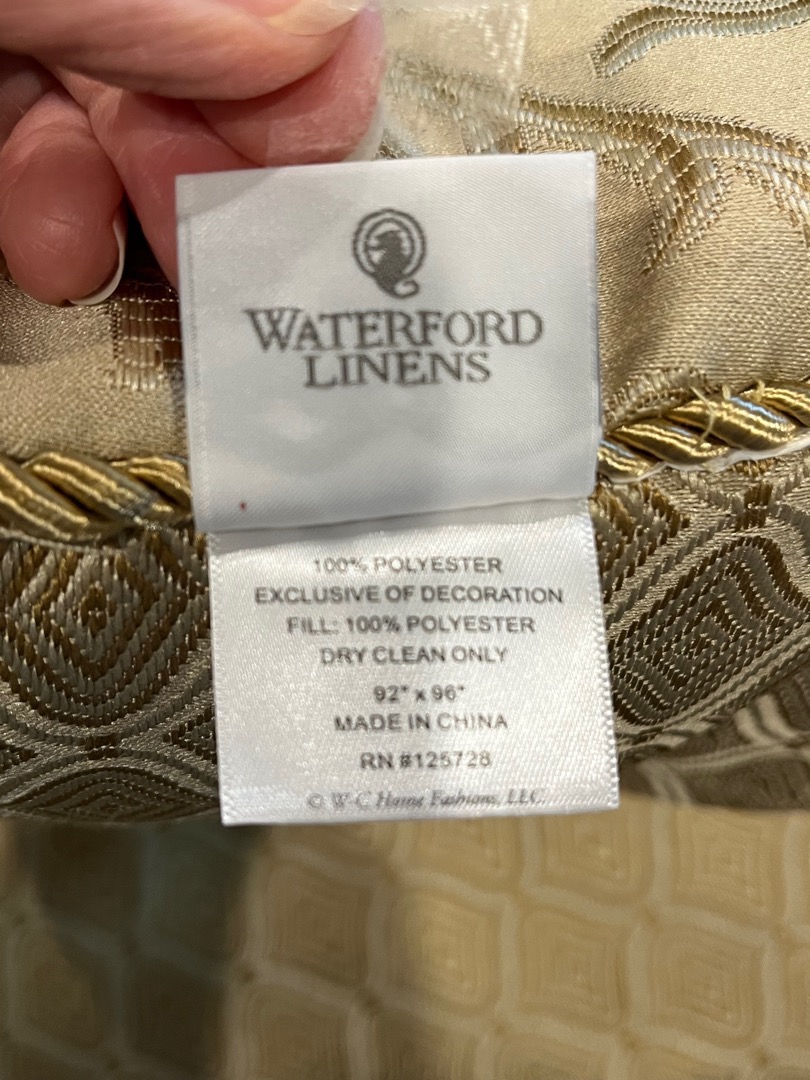 WATERFORD
LINENS
100% POLYESTER
EXCLUSIVE OF DECORATION
FILL: 100% POLYESTER
DRY CLEAN ONLY
92" x 96"
MADE IN CHINA
RN #125728
© W-C Home Fashions, LLC.